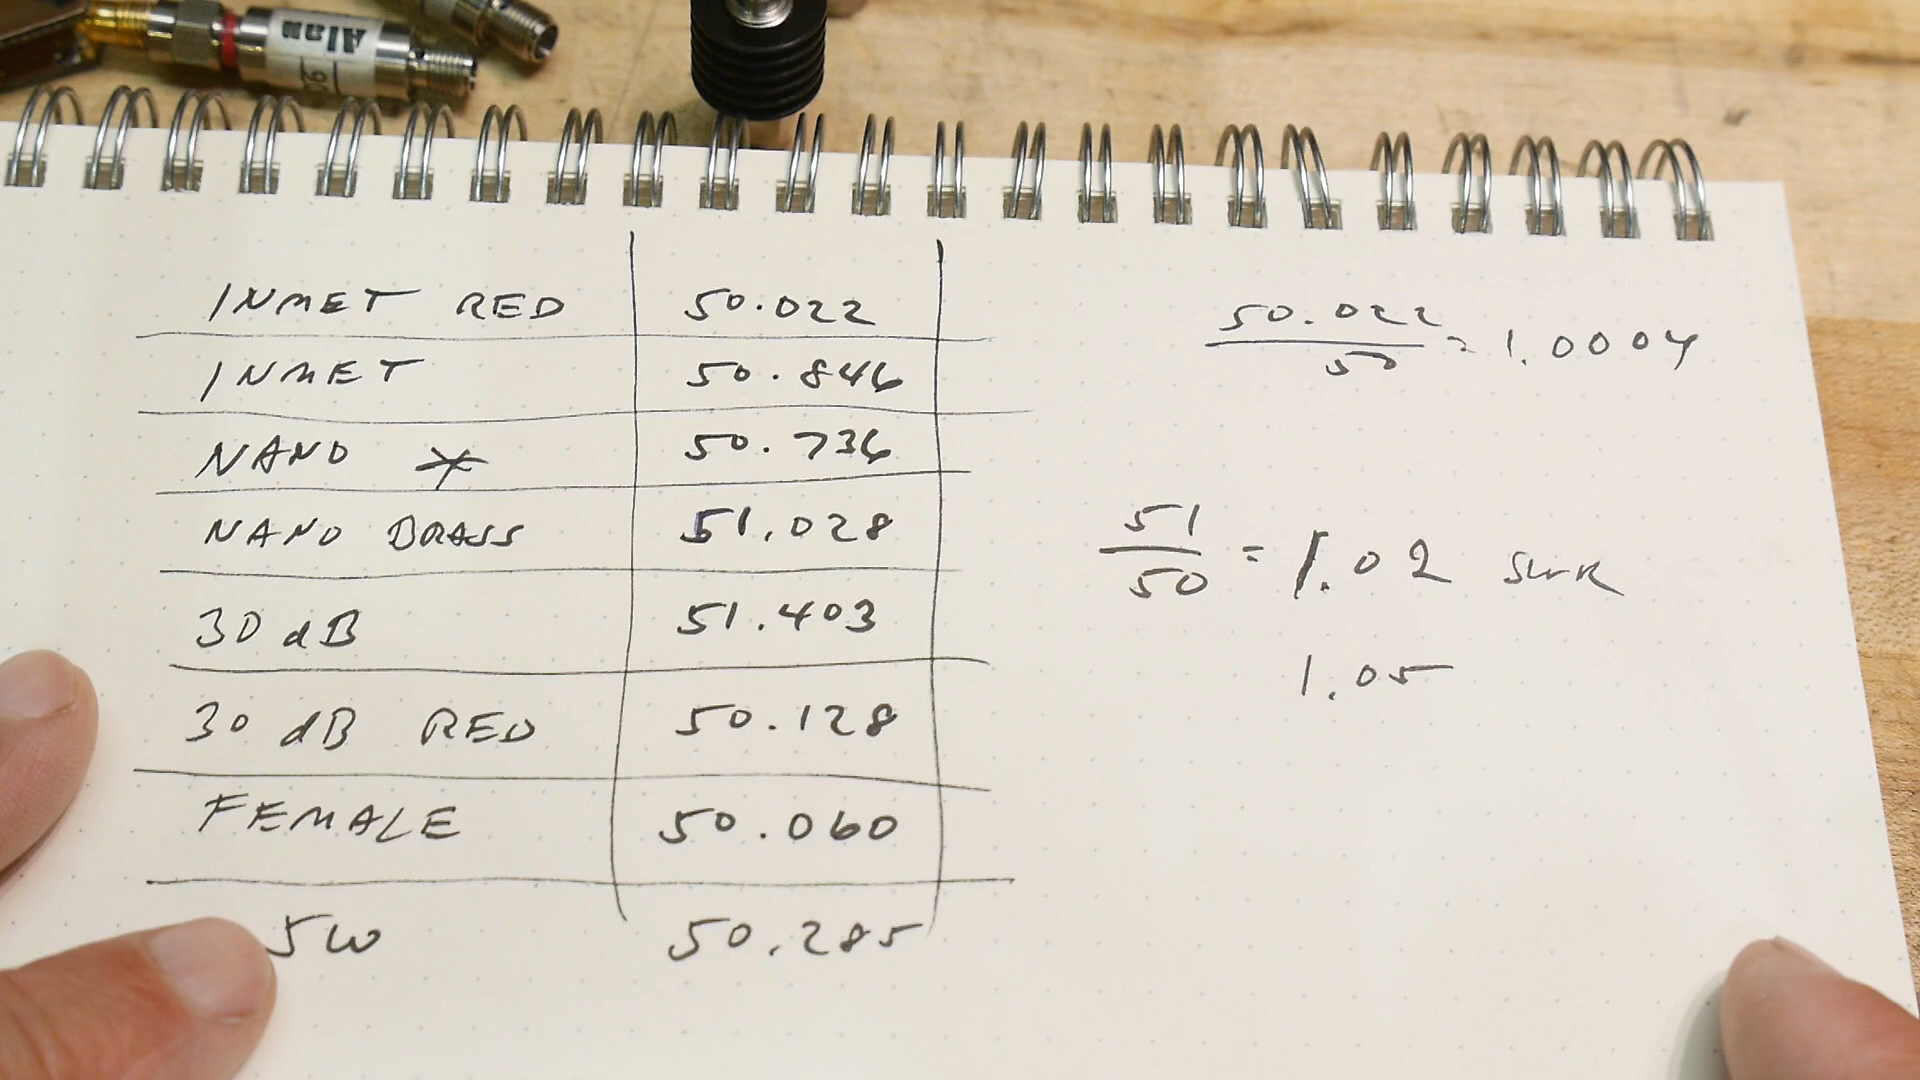 Alan
INMET RED 50.022
INMET 50.846
NANO X 50.736
NANO BRASS 51.028
30 dB 51.403
30 dB RED 50.128
FEMALE 50.060
5W 50.285
50.022
50 = 1.0004
51
50 = 1.02 SWR
1.05